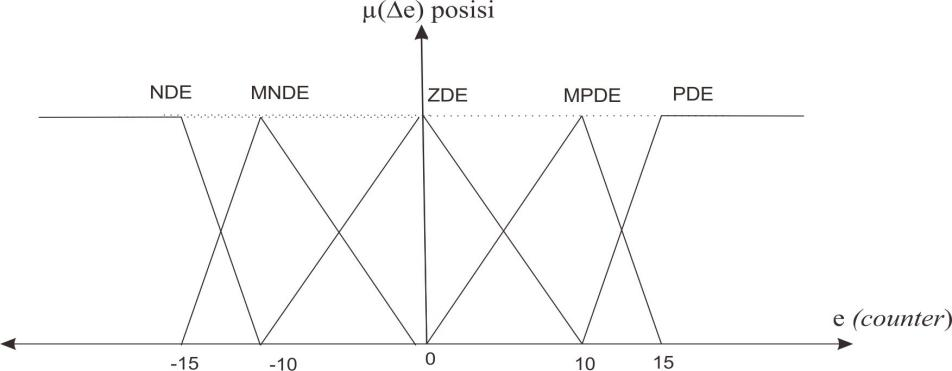 μ(Δe) posisi
NDE MNDE ZDE MPDE PDE
e (counter)
-15 -10 0 10 15